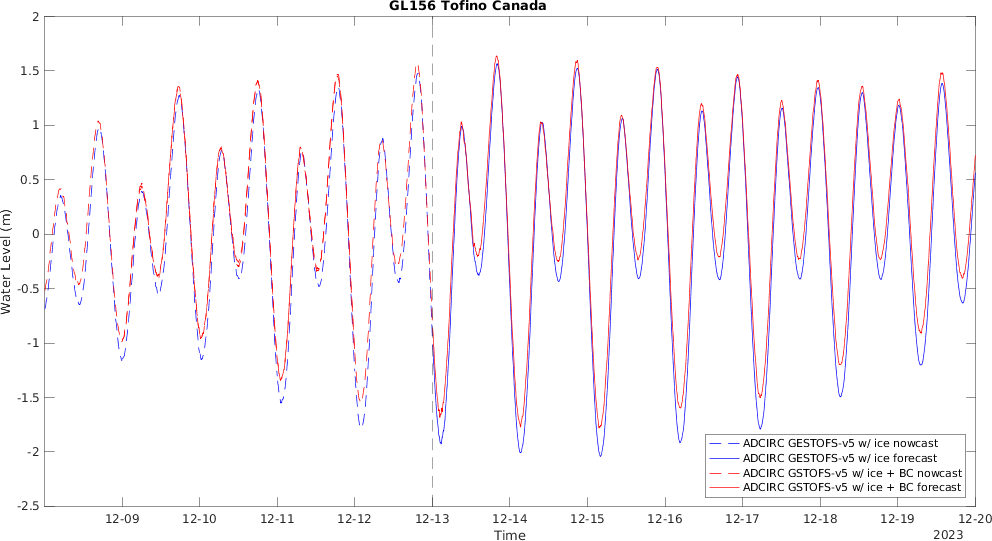 GL156 Tofino Canada
Water Level (m)
2
1.5
1
0.5
0
-0.5
-1
-1.5
-2
-2.5
ADCIRC GESTOFS-v5 w/ ice nowcast
ADCIRC GESTOFS-v5 w/ ice forecast
ADCIRC GSTOFS-v5 w/ ice + BC nowcast
ADCIRC GSTOFS-v5 w/ ice + BC forecast
12-09 12-10 12-11 12-12 12-13 12-14 12-15 12-16 12-17 12-18 12-19 12-20
Time
2023